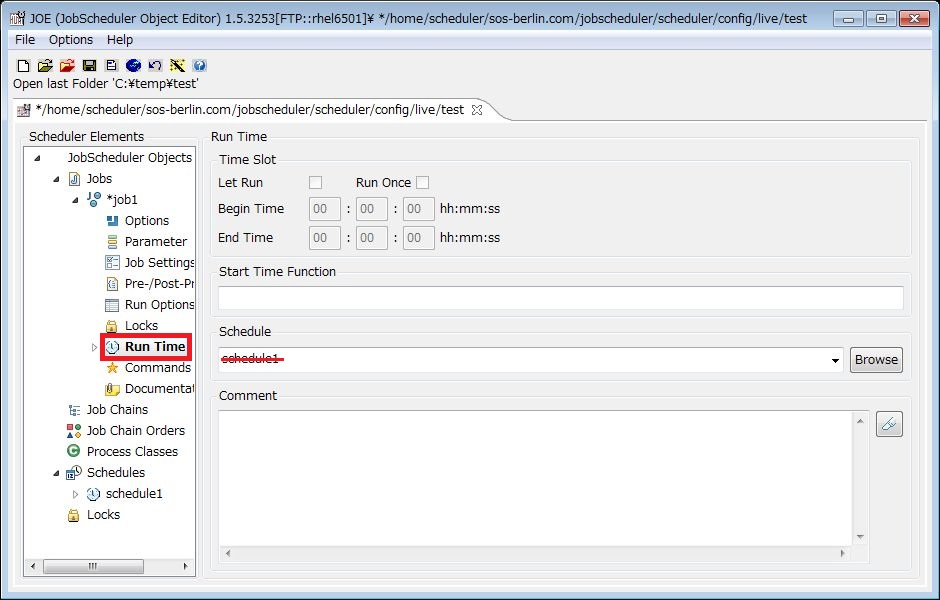 JOE (JobScheduler Object Editor) 1.5.3253[FTP::rhel6501]¥ */home/scheduler/sos-berlin.com/jobscheduler/scheduler/config/live/test
File Options Help
Open last Folder 'C:¥temp¥test'
*/home/scheduler/sos-berlin.com/jobscheduler/scheduler/config/live/test
Scheduler Elements
JobScheduler Objects
Jobs
*job1
Options
Parameter
Job Settings
Pre-/Post-Pr
Run Options
Locks
Run Time
Commands
Documentat
Job Chains
Job Chain Orders
Process Classes
Schedules
schedule1
Locks
Run Time
Time Slot
Let Run Run Once
Begin Time 00 : 00 : 00 hh:mm:ss
End Time 00 : 00 : 00 hh:mm:ss
Start Time Function
Schedule
schedule1 Browse
Comment